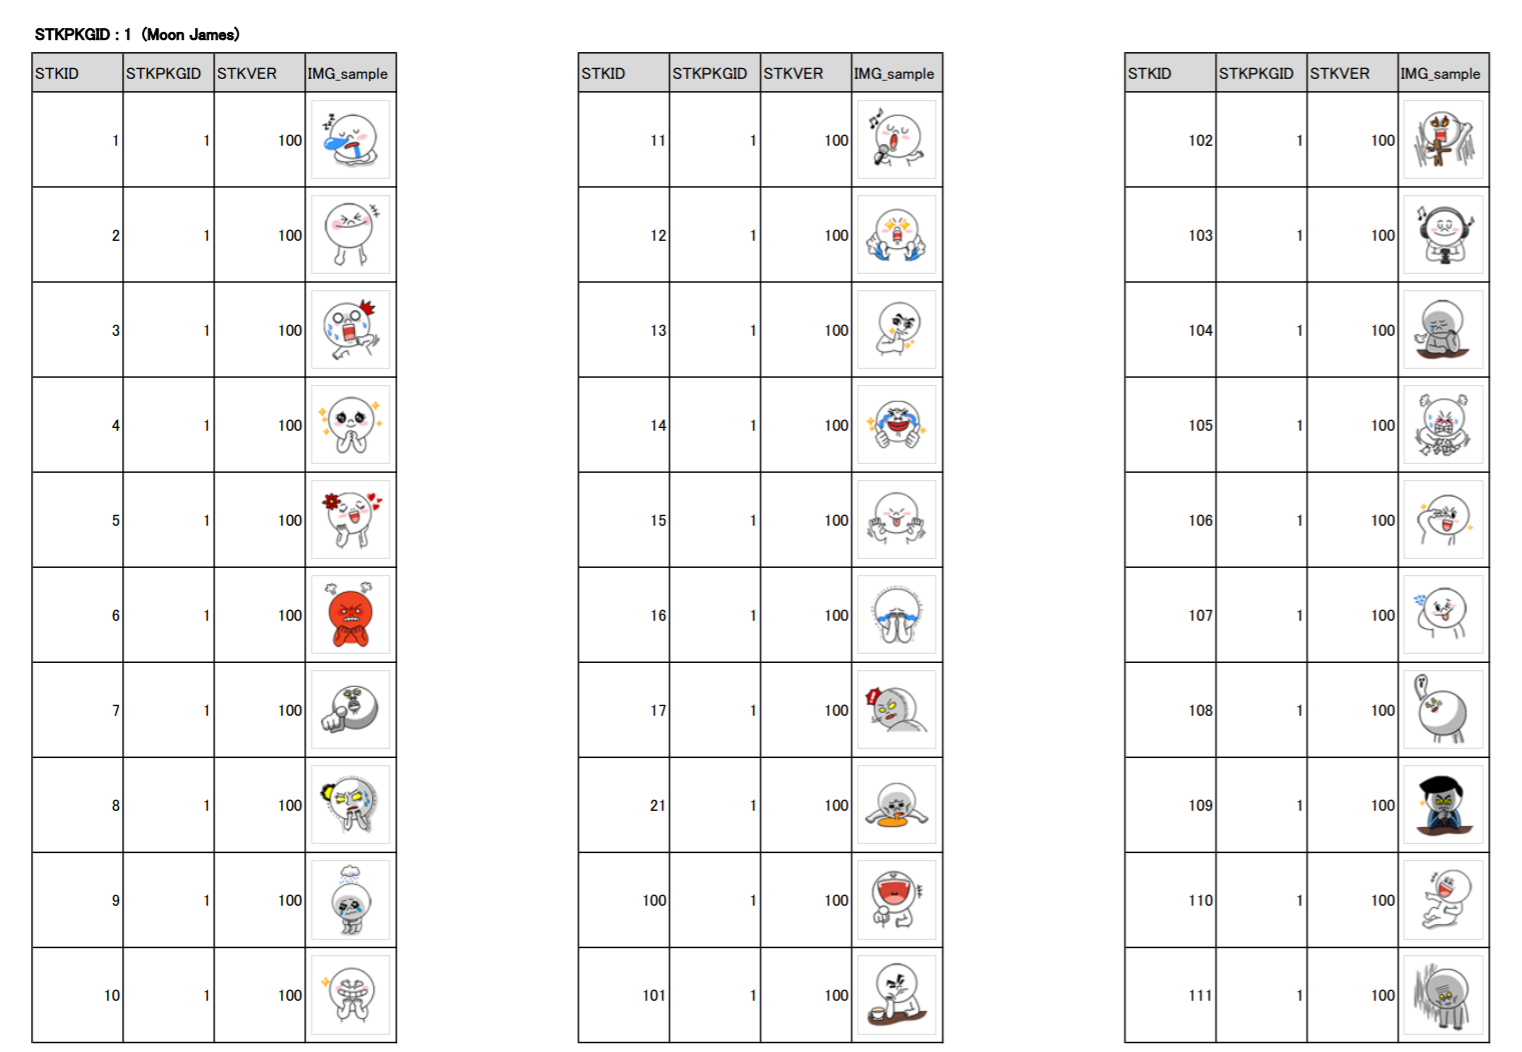 STKPKGID : 1 (Moon James)
STKID STKPKGID STKVER IMG_sample
1 1 100
2 1 100
3 1 100
4 1 100
5 1 100
6 1 100
7 1 100
8 1 100
9 1 100
10 1 100
STKID STKPKGID STKVER IMG_sample
11 1 100
12 1 100
13 1 100
14 1 100
15 1 100
16 1 100
17 1 100
21 1 100
100 1 100
101 1 100
STKID STKPKGID STKVER IMG_sample
102 1 100
103 1 100
104 1 100
105 1 100
106 1 100
107 1 100
108 1 100
109 1 100
110 1 100
111 1 100